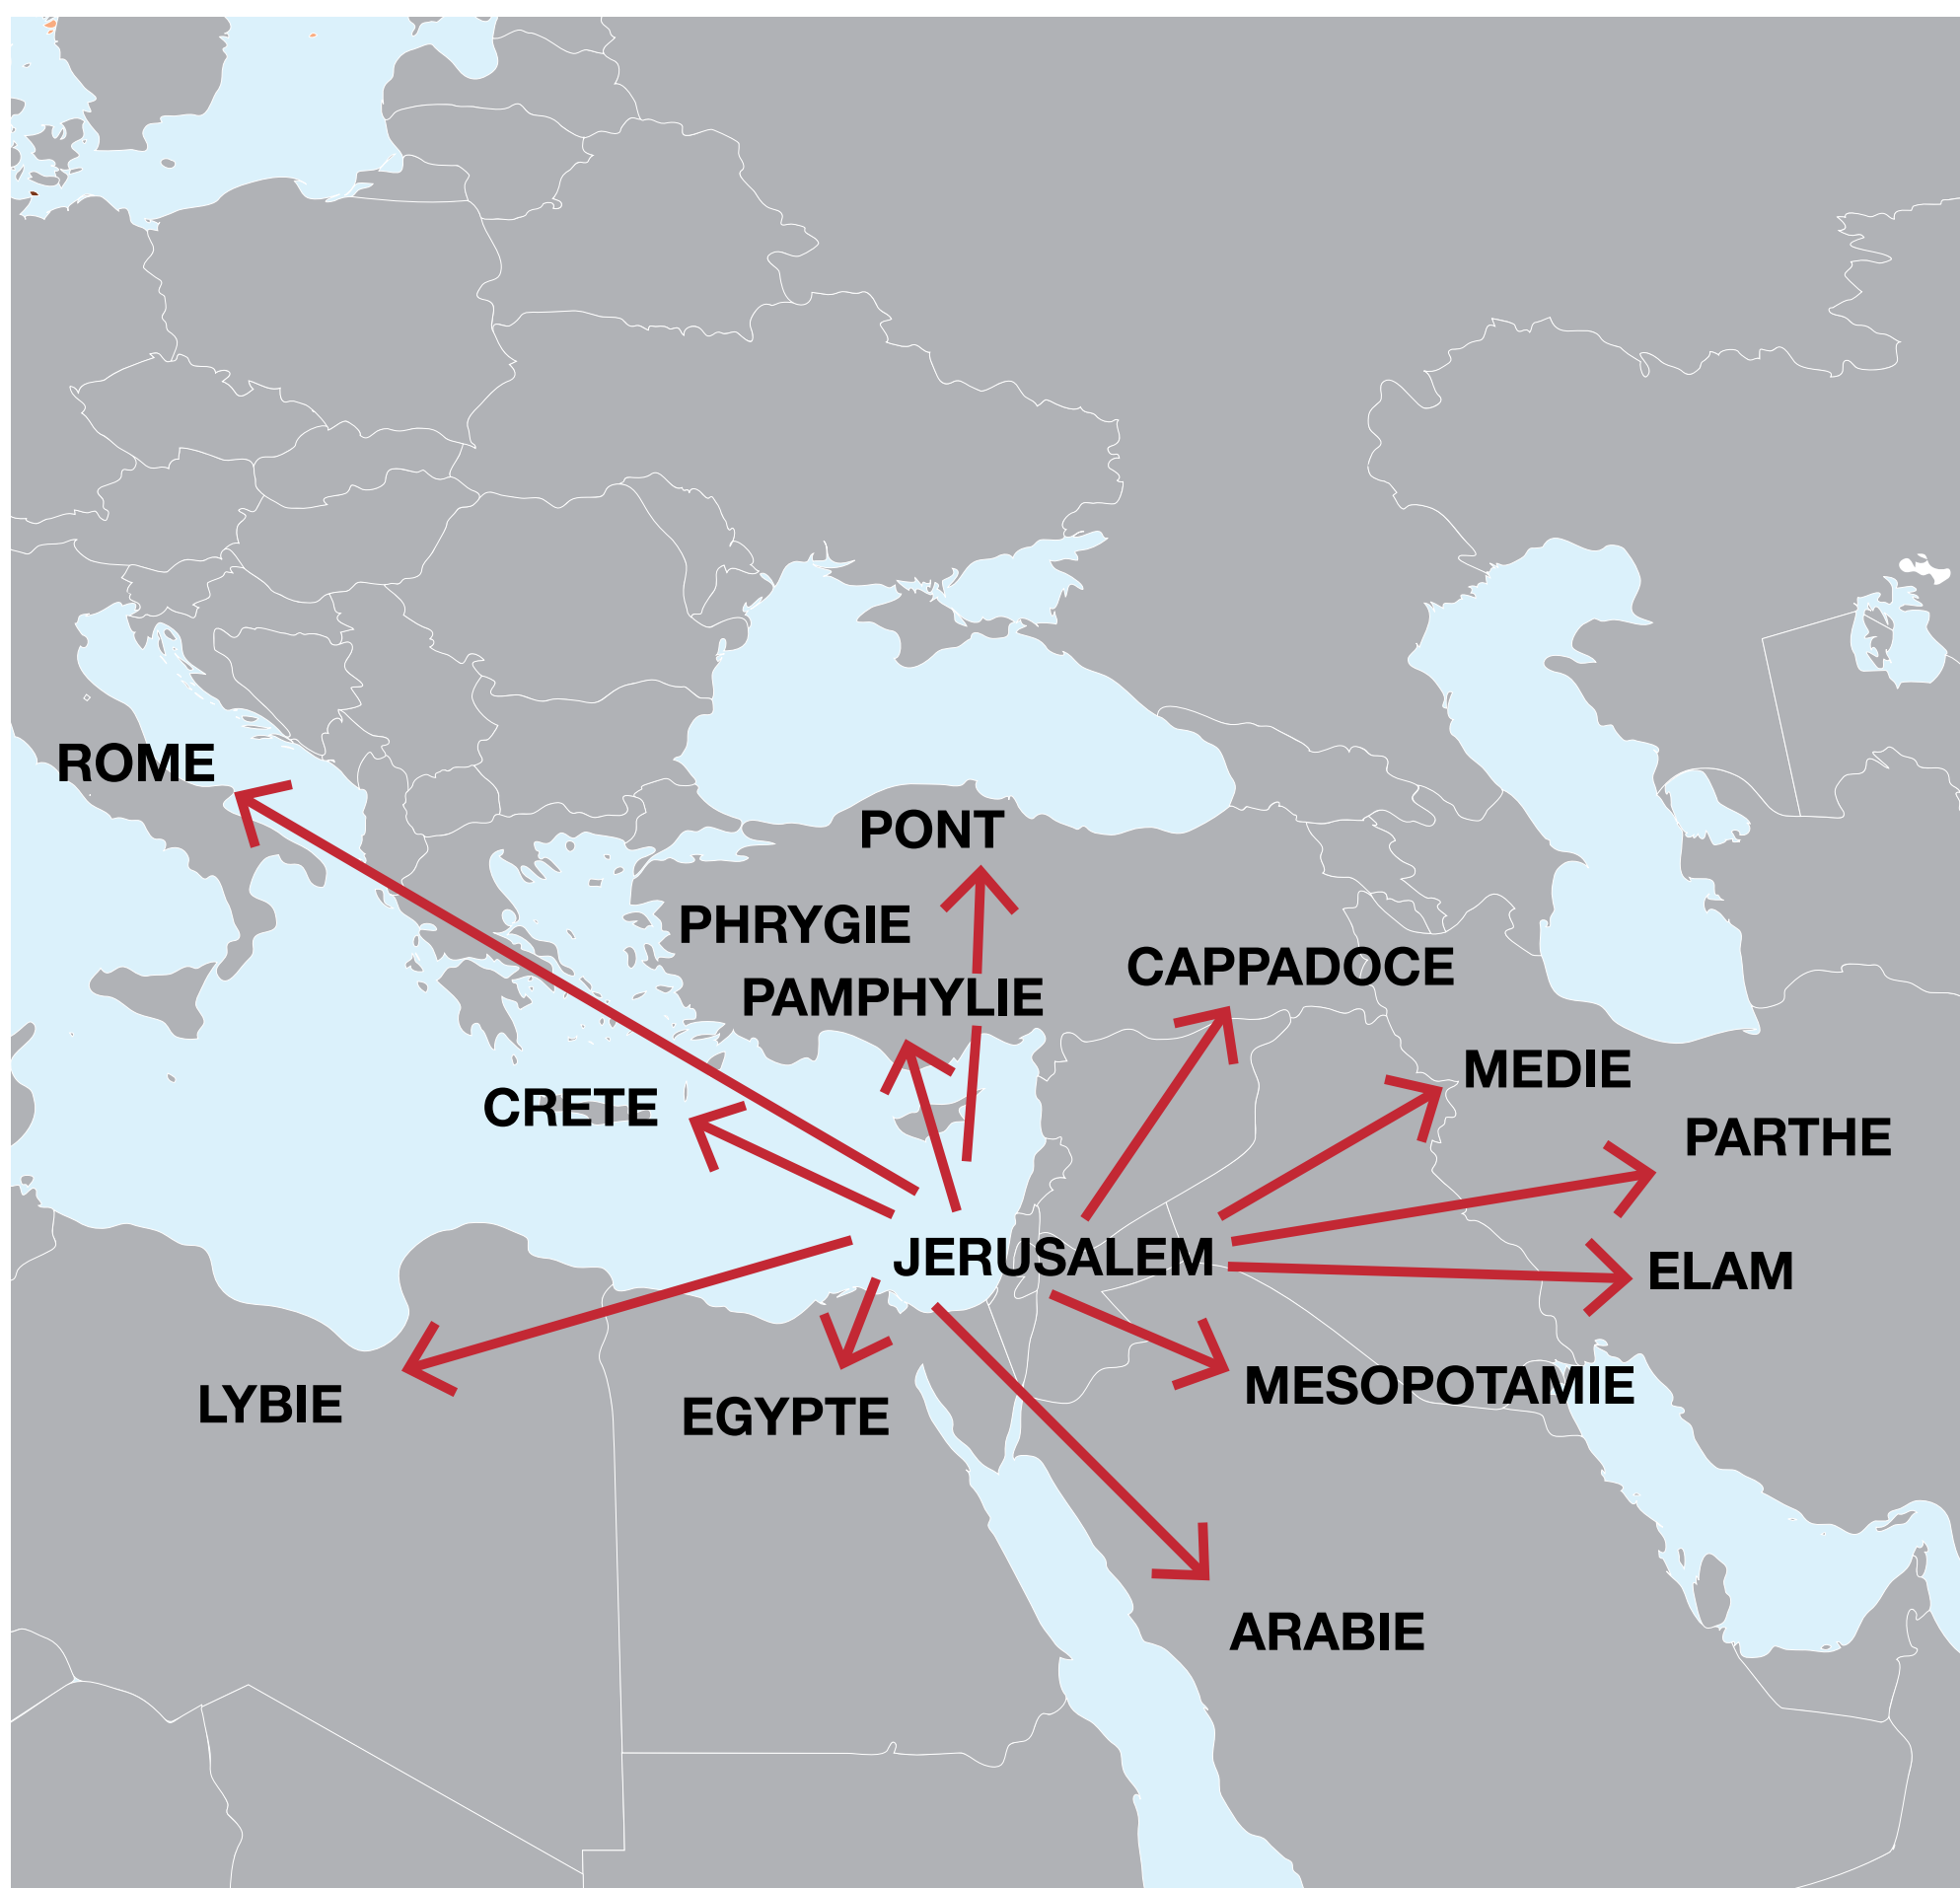 ROME
PONT
PHRYGIE
CAPPADOCE
PAMPHYLIE
MEDIE
CRETE
PARTHE
JERUSALEM
ELAM
MESOPOTAMIE
LYBIE
EGYPTE
ARABIE